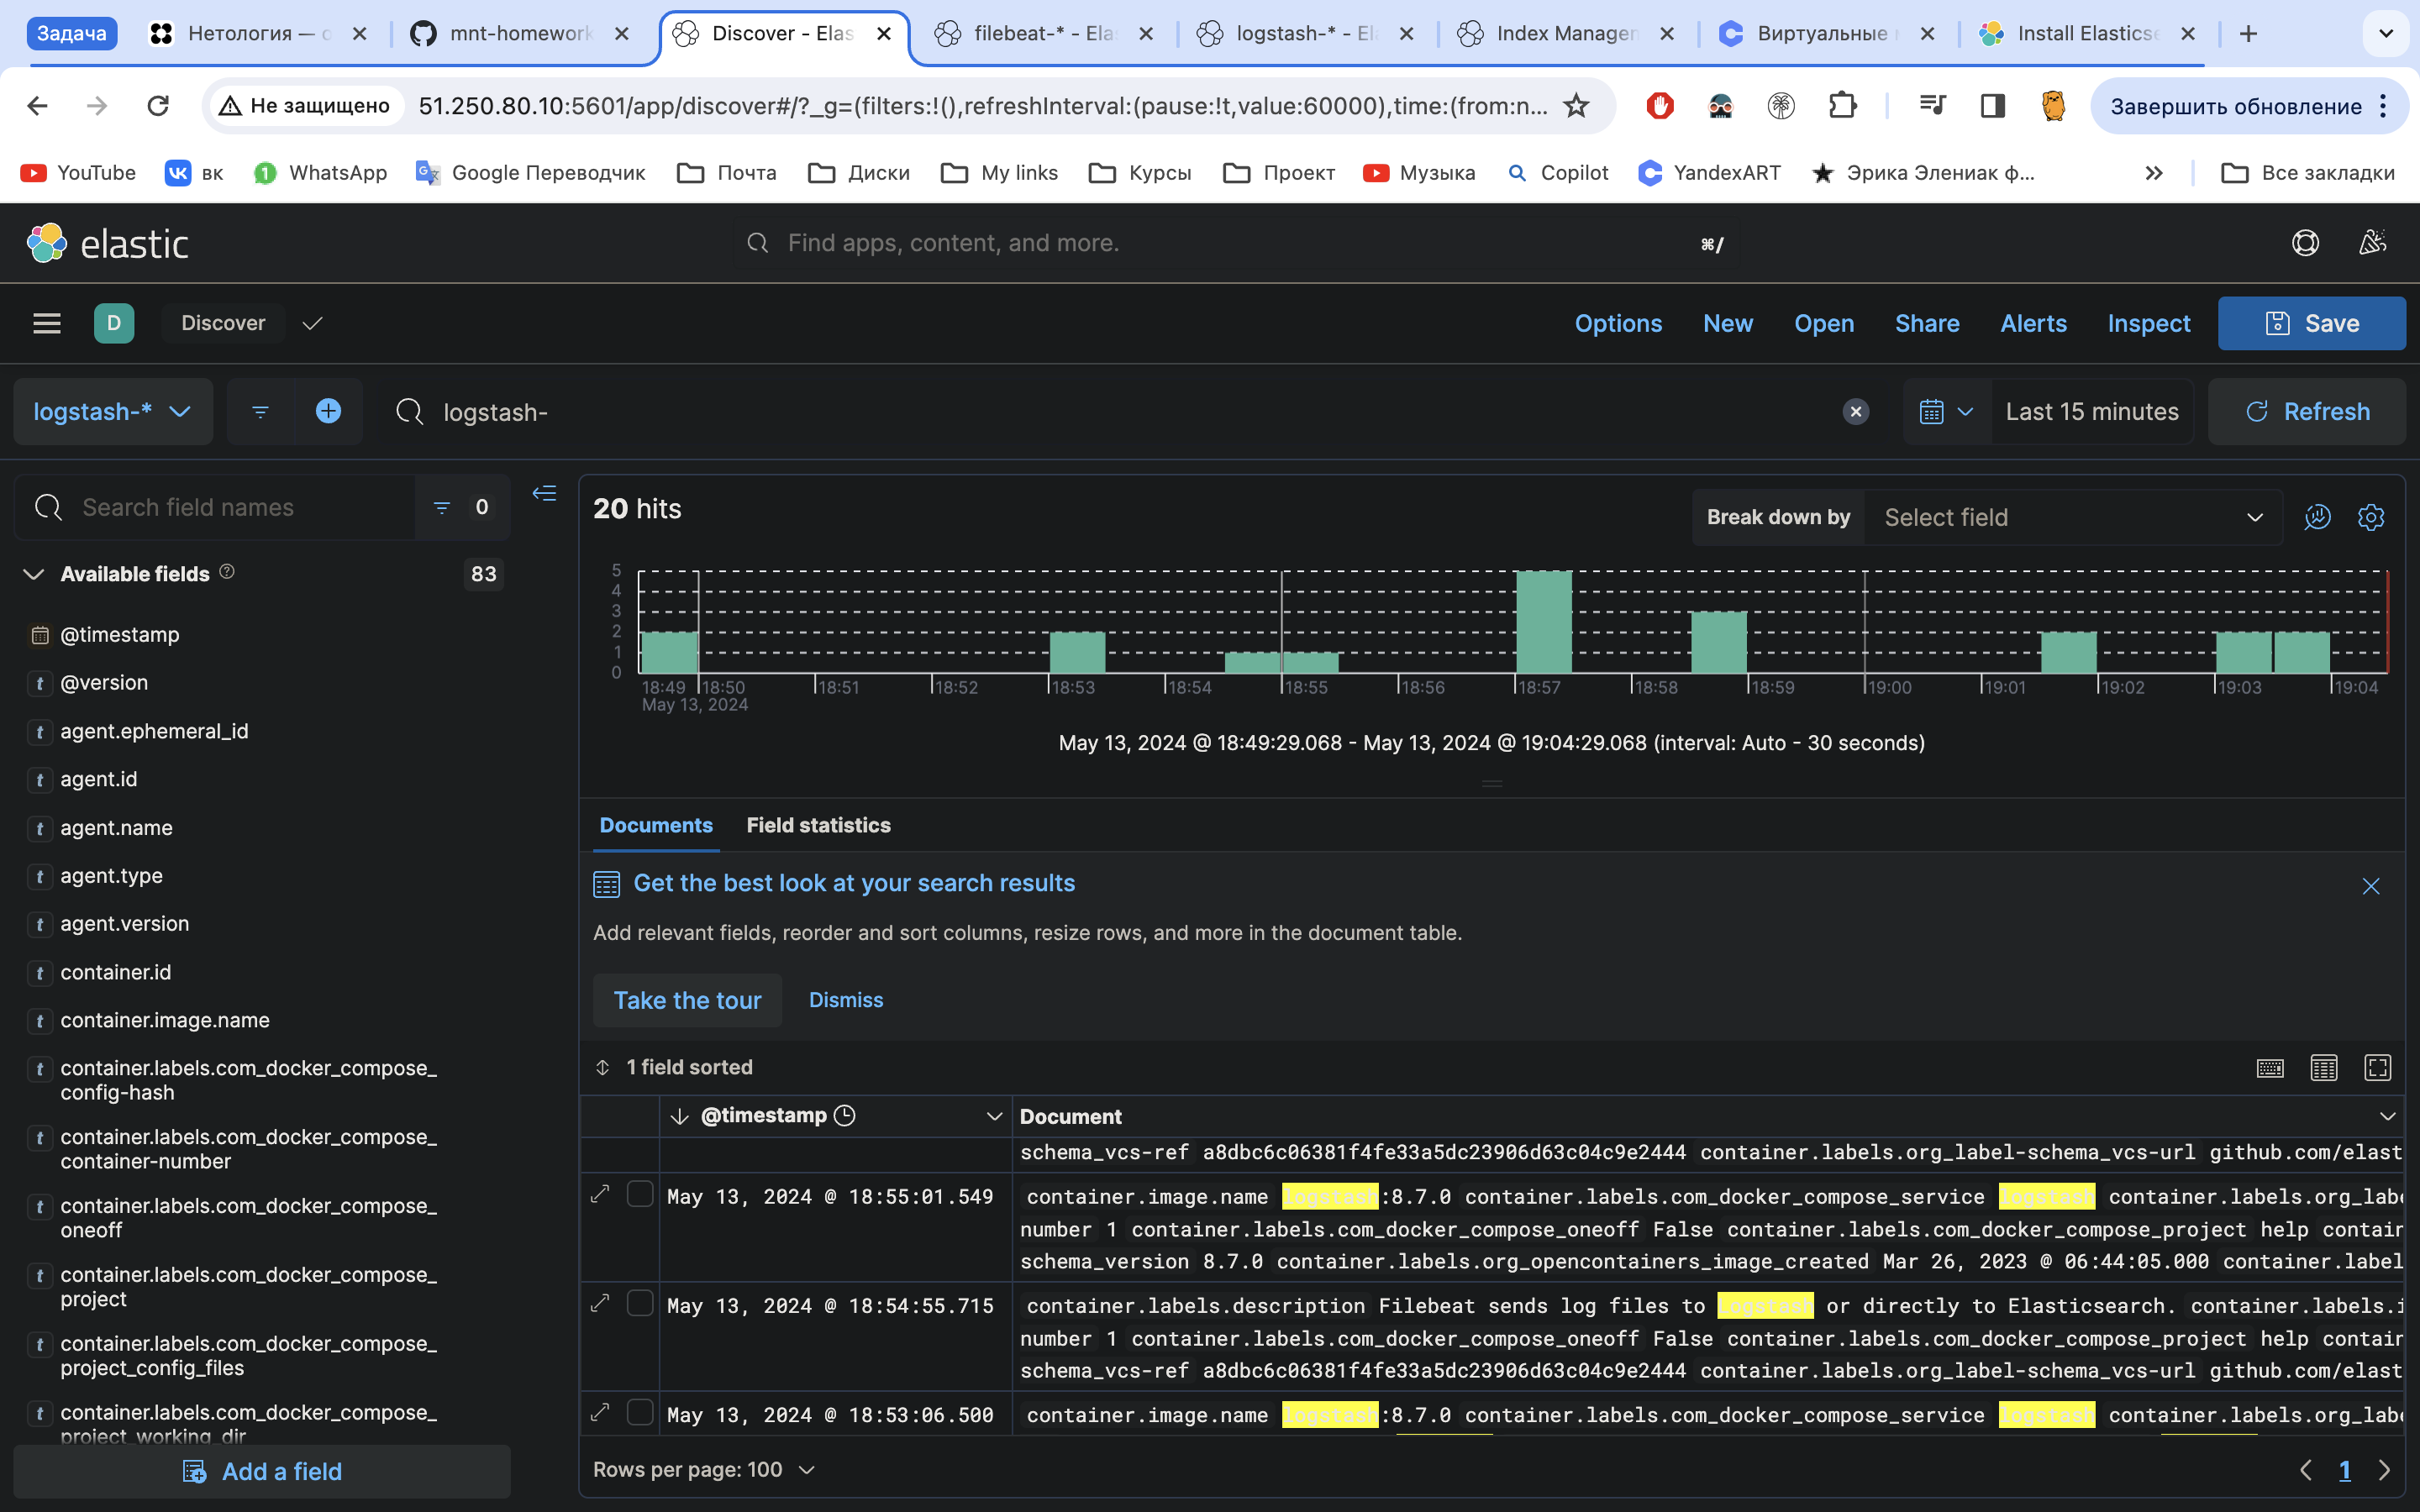 Задача
Нетология — о
mnt-homework
Discover - Elas
filebeat-* - Ela
logstash-* - El
Index Managem
Виртуальные
Install Elasticse
Не защищено
51.250.80.10:5601/app/discover#/?_g=(filters:!(),refreshInterval:(pause:!t,value:60000),time:(from:n...
Завершить обновление
YouTube
вк
WhatsApp
Google Переводчик
Почта
Диски
My links
Курсы
Проект
Музыка
Copilot
YandexART
Эрика Элениак ф...
Все закладки
elastic
Find apps, content, and more.
⌘/
D
Discover
Options
New
Open
Share
Alerts
Inspect
Save
logstash-*
logstash-
Last 15 minutes
Refresh
Search field names
0
20 hits
Break down by
Select field
Available fields
83
@timestamp
@version
agent.ephemeral_id
agent.id
agent.name
agent.type
agent.version
container.id
container.image.name
container.labels.com_docker_compose_
config-hash
container.labels.com_docker_compose_
container-number
container.labels.com_docker_compose_
oneoff
container.labels.com_docker_compose_
project
container.labels.com_docker_compose_
project_config_files
container.labels.com_docker_compose_
project_working_dir
Add a field
5
4
3
2
1
0
18:49
18:50
18:51
18:52
18:53
18:54
18:55
18:56
18:57
18:58
18:59
19:00
19:01
19:02
19:03
19:04
May 13, 2024
May 13, 2024 @ 18:49:29.068 - May 13, 2024 @ 19:04:29.068 (interval: Auto - 30 seconds)
Documents
Field statistics
Get the best look at your search results
Add relevant fields, reorder and sort columns, resize rows, and more in the document table.
Take the tour
Dismiss
1 field sorted
@timestamp
Document
schema_vcs-ref a8dbc6c06381f4fe33a5dc23906d63c04c9e2444 container.labels.org_label-schema_vcs-url github.com/elast
May 13, 2024 @ 18:55:01.549
container.image.name logstash:8.7.0 container.labels.com_docker_compose_service logstash container.labels.org_labe
number 1 container.labels.com_docker_compose_oneoff False container.labels.com_docker_compose_project help contain
schema_version 8.7.0 container.labels.org_opencontainers_image_created Mar 26, 2023 @ 06:44:05.000 container.label
May 13, 2024 @ 18:54:55.715
container.labels.description Filebeat sends log files to Logstash or directly to Elasticsearch. container.labels.i
number 1 container.labels.com_docker_compose_oneoff False container.labels.com_docker_compose_project help contain
schema_vcs-ref a8dbc6c06381f4fe33a5dc23906d63c04c9e2444 container.labels.org_label-schema_vcs-url github.com/elast
May 13, 2024 @ 18:53:06.500
container.image.name logstash:8.7.0 container.labels.com_docker_compose_service logstash container.labels.org_labe
Rows per page: 100
1